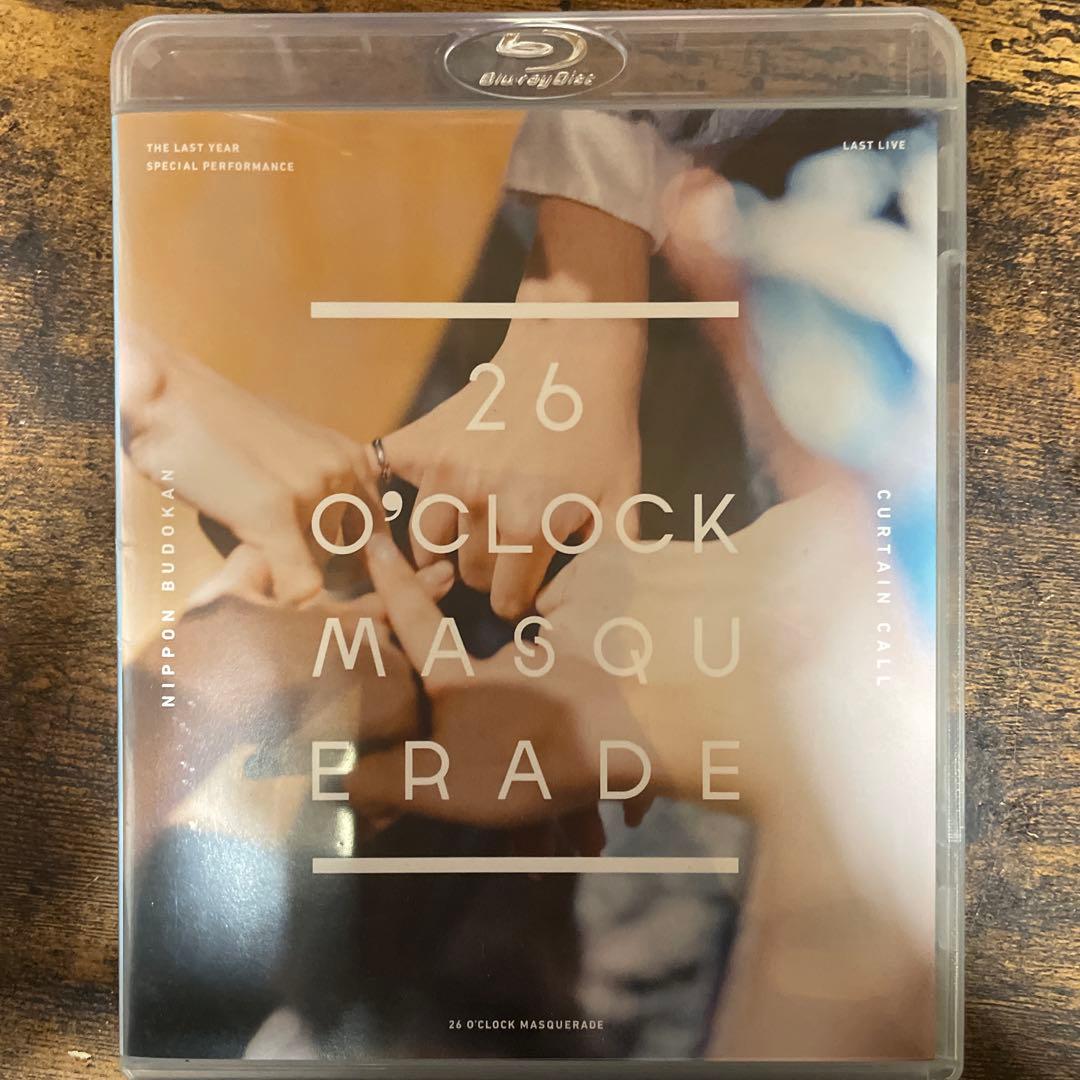 Blu-ray Disc
THE LAST YEAR
SPECIAL PERFORMANCE
LAST LIVE
26
O'CLOCK
MASQU
ERADE
NIPPON BUDOKAN
CURTAIN CALL
26 O'CLOCK MASQUERADE